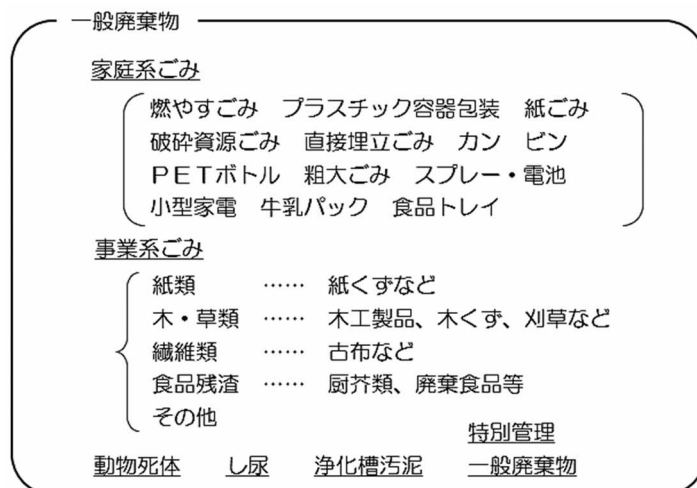 一般廃棄物
家庭系ごみ
燃やすごみ　プラスチック容器包装　紙ごみ
破砕資源ごみ　直接埋立ごみ　カン　ビン
ＰＥＴボトル　粗大ごみ　スプレー・電池
小型家電　牛乳パック　食品トレイ
事業系ごみ
紙類　……　紙くずなど
木・草類　……　木工製品、木くず、刈草など
繊維類　……　古布など
食品残渣　……　厨芥類、廃棄食品等
その他
動物死体　し尿　浄化槽汚泥　特別管理
一般廃棄物